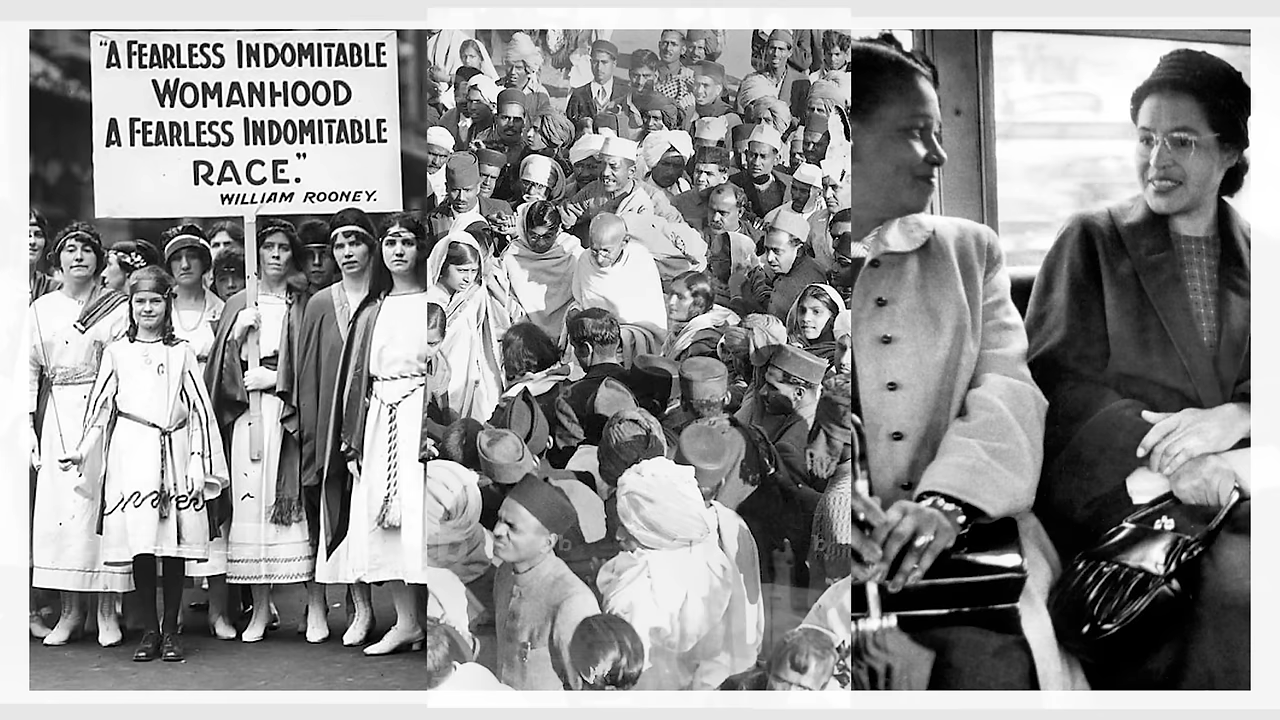 "A FEARLESS INDOMITABLE
WOMANHOOD
A FEARLESS INDOMITABLE
RACE."
WILLIAM ROONEY.